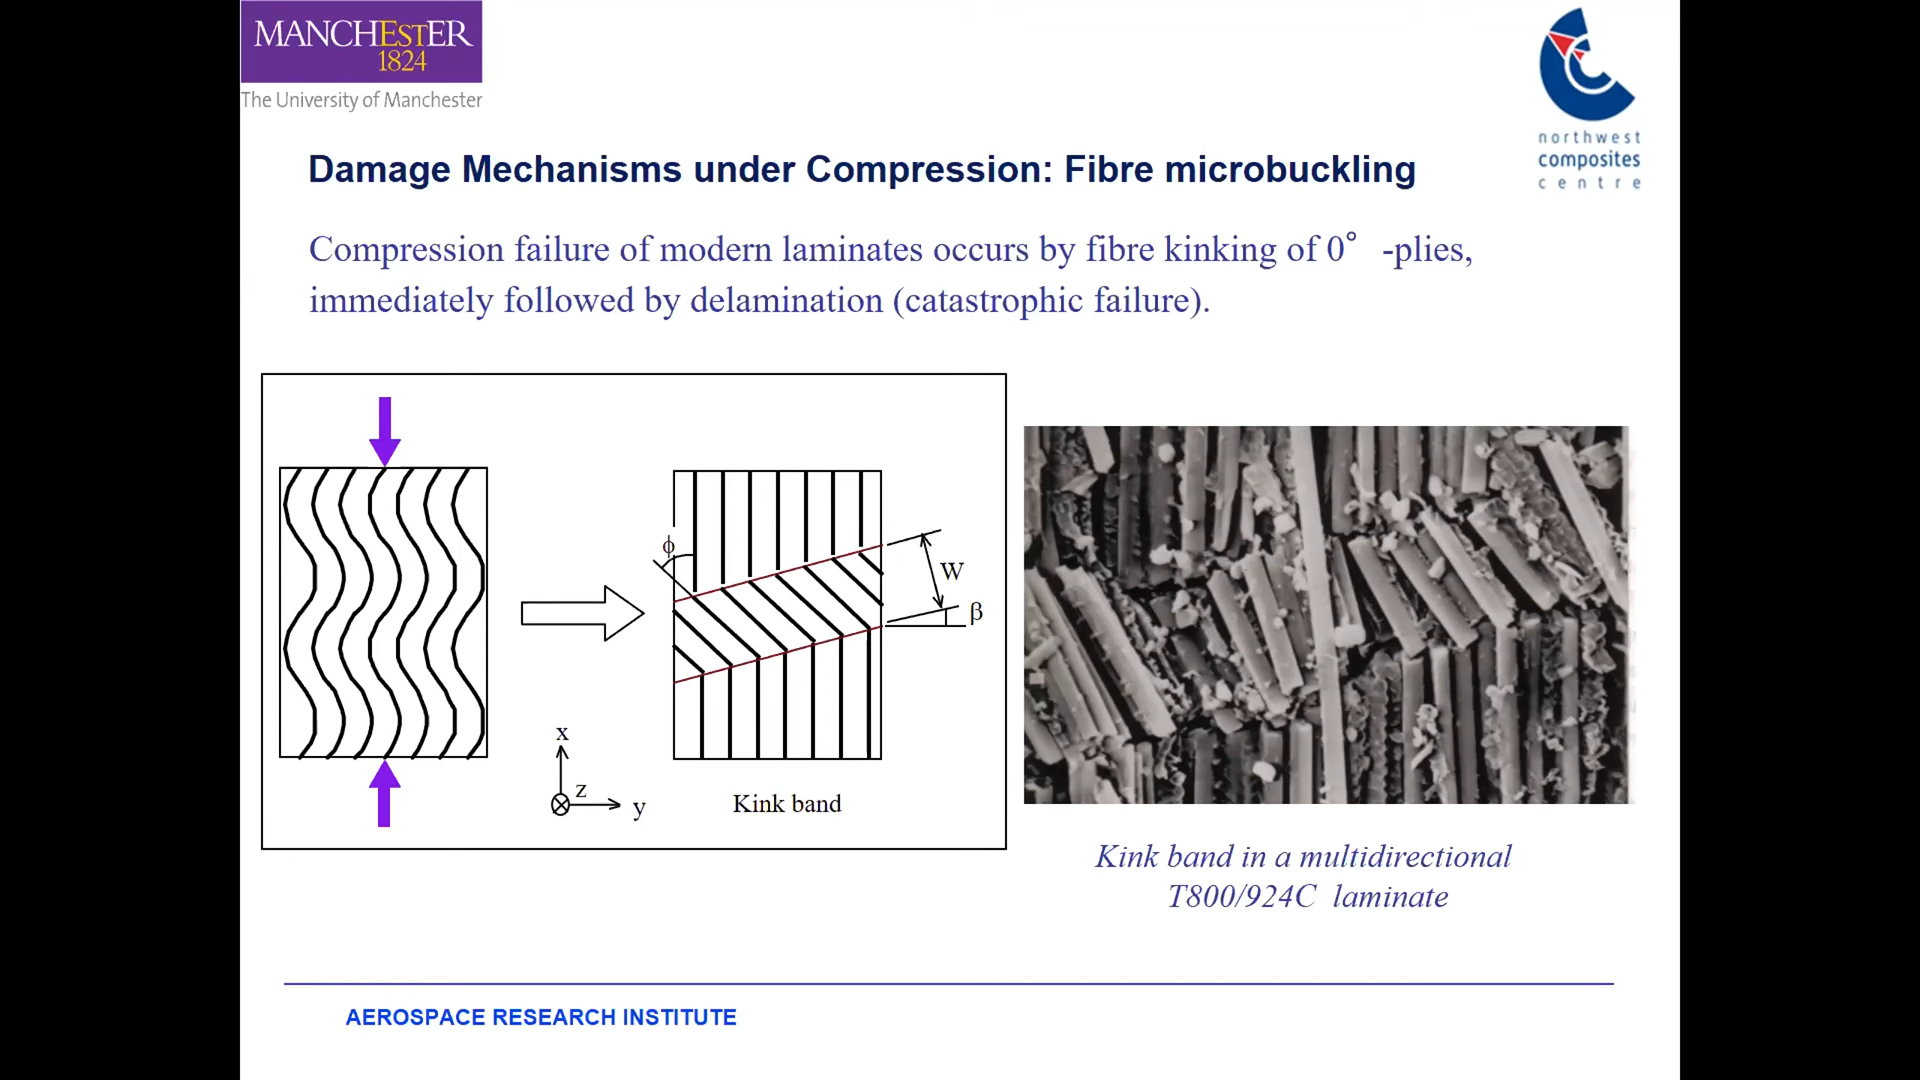 MANCHESTER
1824
The University of Manchester
northwest
composites
centre
Damage Mechanisms under Compression: Fibre microbuckling
Compression failure of modern laminates occurs by fibre kinking of 0° -plies,
immediately followed by delamination (catastrophic failure).
ϕ
W
β
x
z
y
Kink band
Kink band in a multidirectional
T800/924C laminate
AEROSPACE RESEARCH INSTITUTE